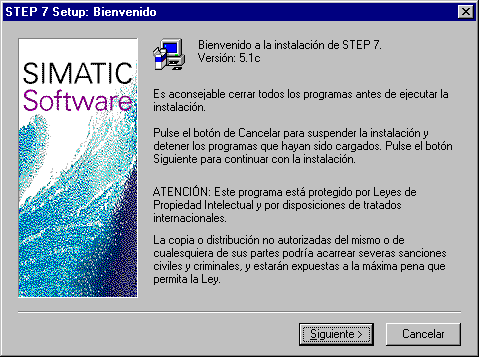 STEP 7 Setup: Bienvenido
SIMATIC
Software
Bienvenido a la instalación de STEP 7.
Versión: 5.1c
Es aconsejable cerrar todos los programas antes de ejecutar la
instalación.
Pulse el botón de Cancelar para suspender la instalación y
detener los programas que hayan sido cargados. Pulse el botón
Siguiente para continuar con la instalación.
ATENCIÓN: Este programa está protegido por Leyes de
Propiedad Intelectual y por disposiciones de tratados
internacionales.
La copia o distribución no autorizadas del mismo o de
cualesquiera de sus partes podría acarrear severas sanciones
civiles y criminales, y estarán expuestas a la máxima pena que
permita la Ley.
Siguiente >
Cancelar